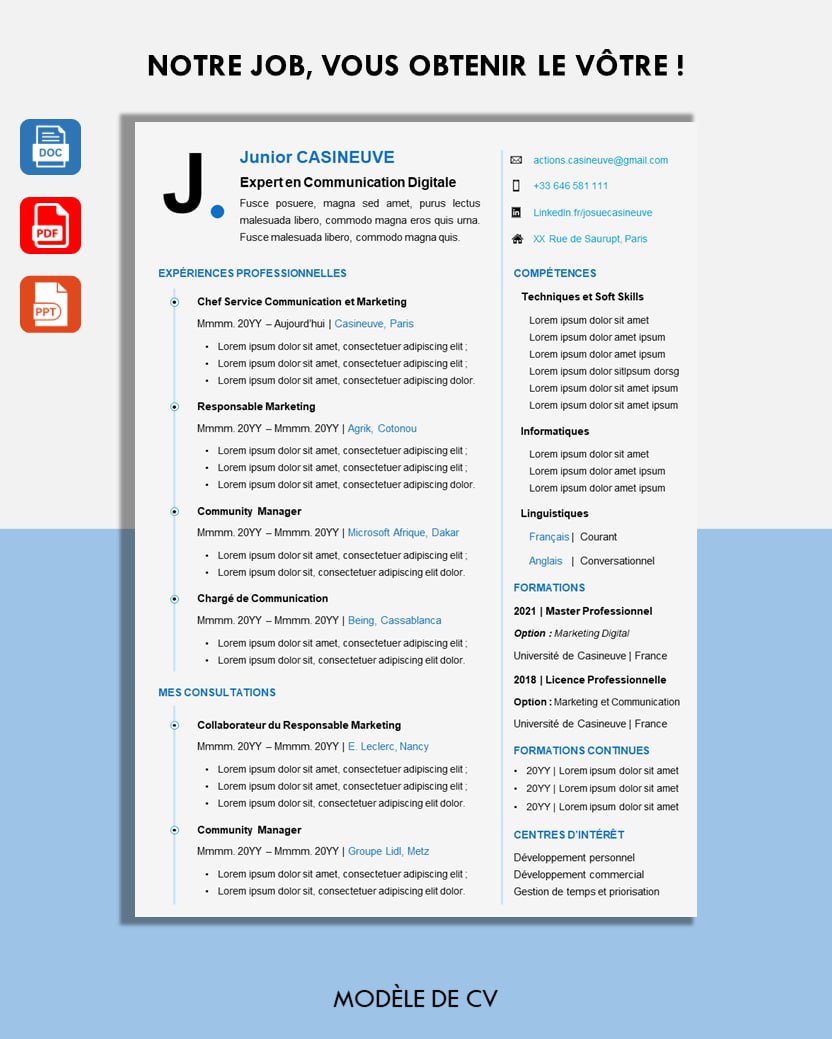 NOTRE JOB, VOUS OBTENIR LE VÔTRE !
DOC
PDF
PPT
J.
Junior CASINEUVE
Expert en Communication Digitale
Fusce posuere, magna sed amet, purus lectus
malesuada libero, commodo magna eros quis urna.
Fusce malesuada libero, commodo magna quis.
actions.casineuve@gmail.com
+33 646 581 111
LinkedIn.fr/josuecasineuve
XX Rue de Saurupt, Paris
EXPÉRIENCES PROFESSIONNELLES
Chef Service Communication et Marketing
Mmmm. 20YY – Aujourd'hui | Casineuve, Paris
• Lorem ipsum dolor sit amet, consectetuer adipiscing elit ;
• Lorem ipsum dolor sit amet, consectetuer adipiscing elit ;
• Lorem ipsum dolor sit amet, consectetuer adipiscing dolor.
Responsable Marketing
Mmmm. 20YY – Mmmm. 20YY | Agrik, Cotonou
• Lorem ipsum dolor sit amet, consectetuer adipiscing elit ;
• Lorem ipsum dolor sit amet, consectetuer adipiscing elit ;
• Lorem ipsum dolor sit amet, consectetuer adipiscing dolor.
Community Manager
Mmmm. 20YY – Mmmm. 20YY | Microsoft Afrique, Dakar
• Lorem ipsum dolor sit amet, consectetuer adipiscing elit ;
• Lorem ipsum dolor sit, consectetuer adipiscing elit dolor.
Chargé de Communication
Mmmm. 20YY – Mmmm. 20YY | Being, Cassablanca
• Lorem ipsum dolor sit amet, consectetuer adipiscing elit ;
• Lorem ipsum dolor sit, consectetuer adipiscing elit dolor.
MES CONSULTATIONS
Collaborateur du Responsable Marketing
Mmmm. 20YY – Mmmm. 20YY | E. Leclerc, Nancy
• Lorem ipsum dolor sit amet, consectetuer adipiscing elit ;
• Lorem ipsum dolor sit amet, consectetuer adipiscing elit ;
• Lorem ipsum dolor sit, consectetuer adipiscing elit dolor.
Community Manager
Mmmm. 20YY – Mmmm. 20YY | Groupe Lidl, Metz
• Lorem ipsum dolor sit amet, consectetuer adipiscing elit ;
• Lorem ipsum dolor sit, consectetuer adipiscing elit dolor.
COMPÉTENCES
Techniques et Soft Skills
Lorem ipsum dolor sit amet
Lorem ipsum dolor amet ipsum
Lorem ipsum dolor amet ipsum
Lorem ipsum dolor sitIpsum dorsg
Lorem ipsum dolor sit amet ipsum
Lorem ipsum dolor sit amet ipsum
Informatiques
Lorem ipsum dolor sit amet
Lorem ipsum dolor amet ipsum
Lorem ipsum dolor amet ipsum
Linguistiques
Français | Courant
Anglais | Conversationnel
FORMATIONS
2021 | Master Professionnel
Option : Marketing Digital
Université de Casineuve | France
2018 | Licence Professionnelle
Option : Marketing et Communication
Université de Casineuve | France
FORMATIONS CONTINUES
• 20YY | Lorem ipsum dolor sit amet
• 20YY | Lorem ipsum dolor sit amet
• 20YY | Lorem ipsum dolor sit amet
CENTRES D'INTÉRÊT
Développement personnel
Développement commercial
Gestion de temps et priorisation
MODÈLE DE CV